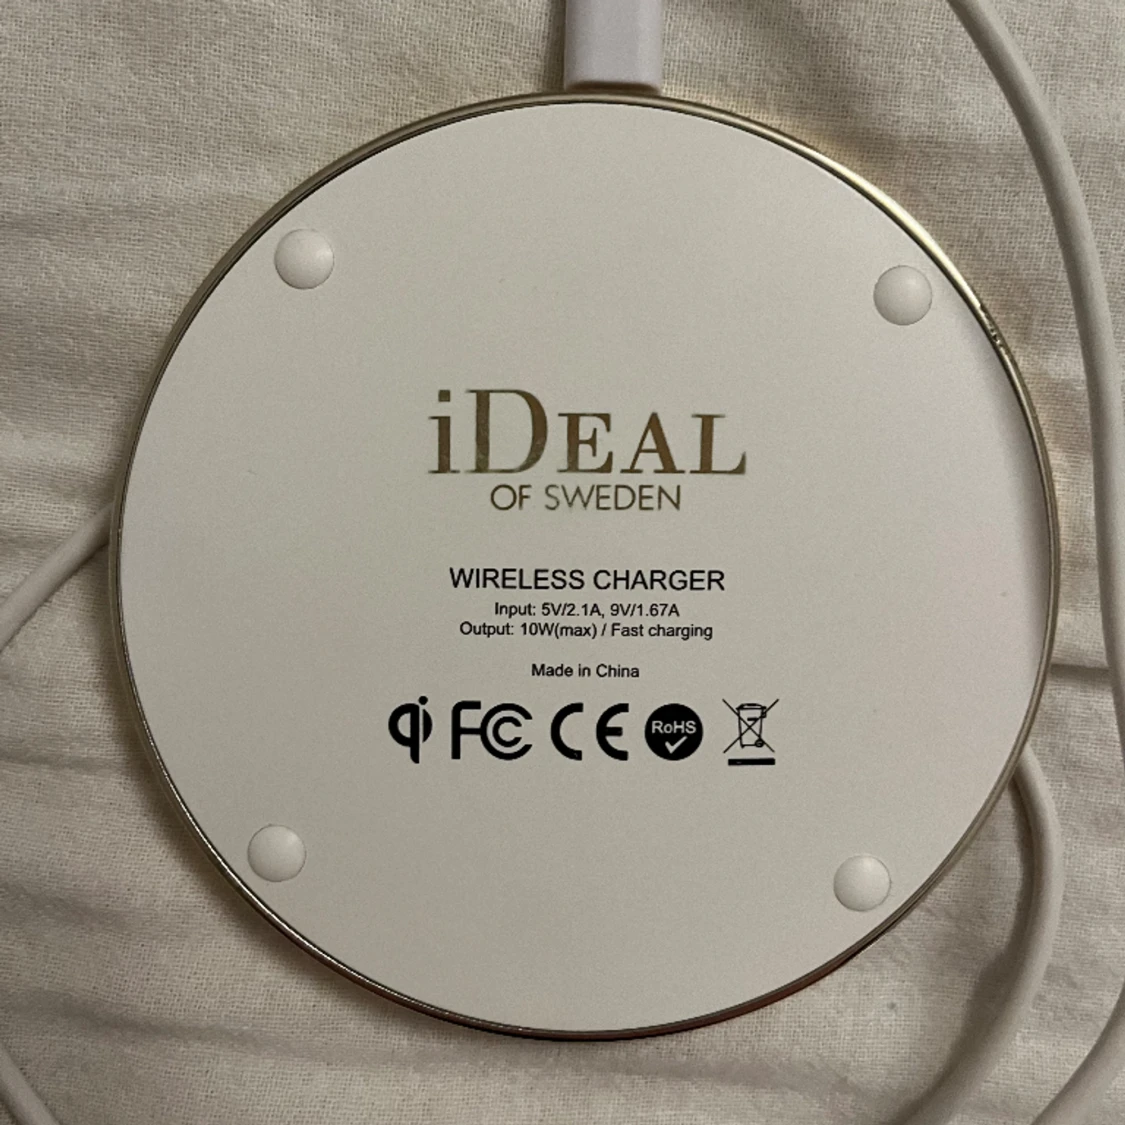 iDEAL
OF SWEDEN
WIRELESS CHARGER
Input: 5V/2.1A, 9V/1.67A
Output: 10W(max) / Fast charging
Made in China
qi FC CE RoHS